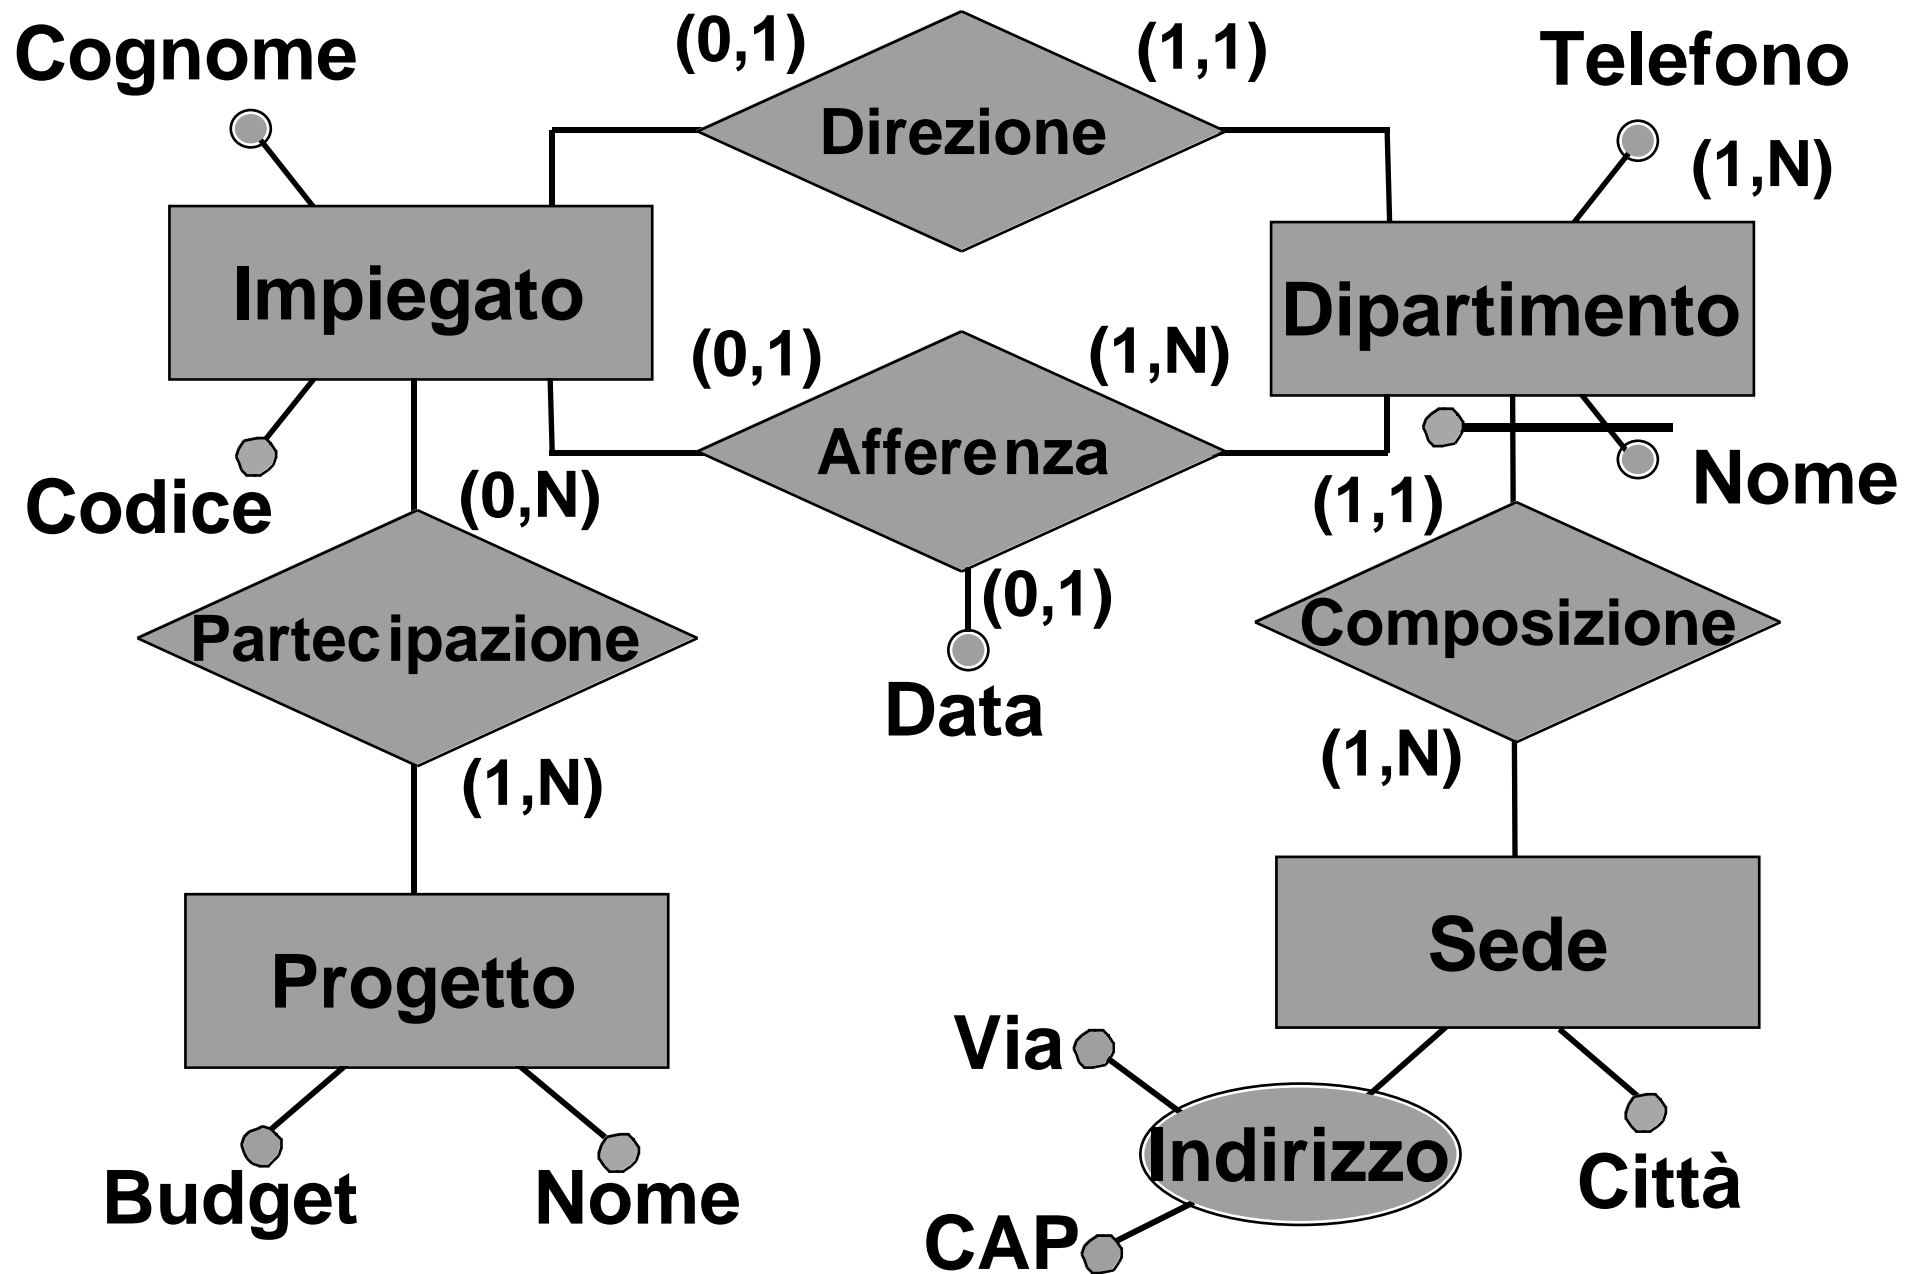 Cognome
(0,1)
(1,1)
Telefono
Direzione
(1,N)
Impiegato
Dipartimento
(0,1)
(1,N)
Afferenza
Codice
(0,N)
(1,1)
Nome
(0,1)
Partecipazione
Composizione
Data
(1,N)
(1,N)
Sede
Progetto
Via
Indirizzo
Città
Budget
Nome
CAP